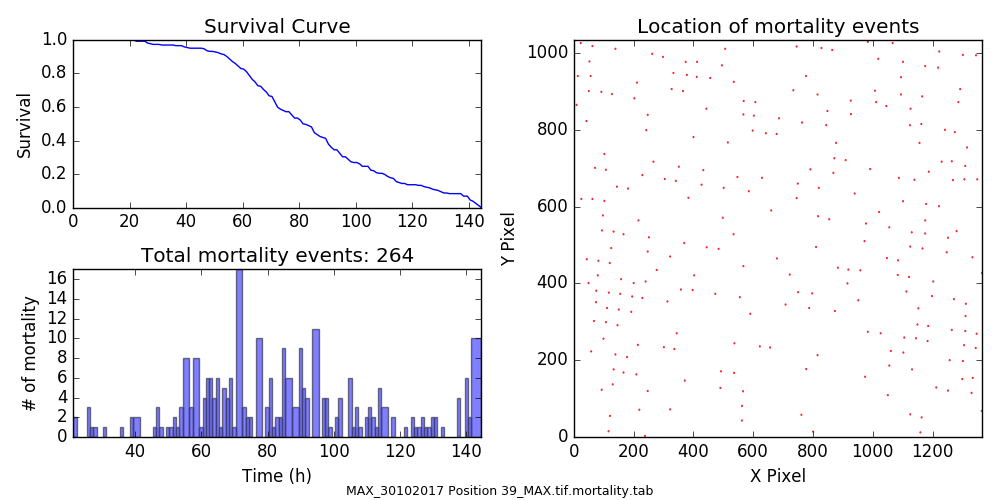 Survival Curve
1.0
0.8
0.6
0.4
0.2
0.0
Survival
0 20 40 60 80 100 120 140
Total mortality events: 264
16
14
12
10
8
6
4
2
0
# of mortality
40 60 80 100 120 140
Time (h)
Location of mortality events
1000
800
600
400
200
0
Y Pixel
0 200 400 600 800 1000 1200
X Pixel
MAX_30102017 Position 39_MAX.tif.mortality.tab